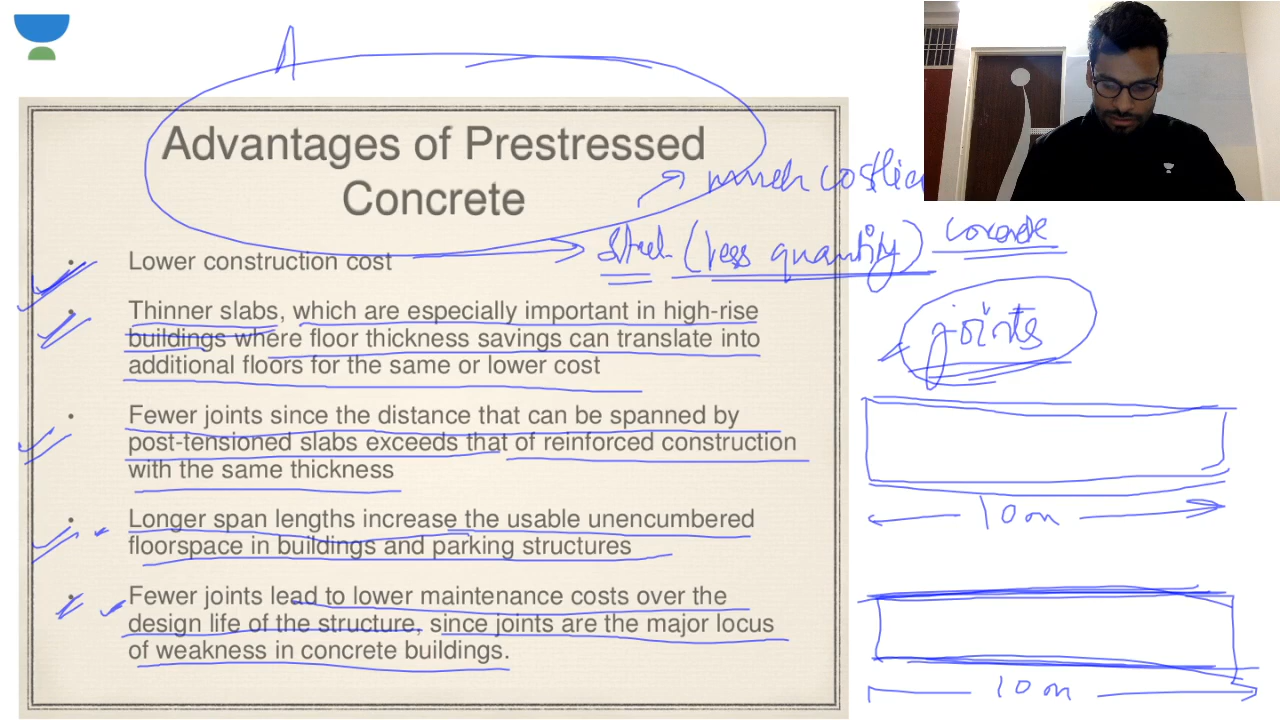 A
Advantages of Prestressed
Concrete
much costlier
steel (less quantity) concrete
• Lower construction cost
• Thinner slabs, which are especially important in high-rise
buildings where floor thickness savings can translate into
additional floors for the same or lower cost
joints
• Fewer joints since the distance that can be spanned by
post-tensioned slabs exceeds that of reinforced construction
with the same thickness
10 m
• Longer span lengths increase the usable unencumbered
floorspace in buildings and parking structures
• Fewer joints lead to lower maintenance costs over the
design life of the structure, since joints are the major locus
of weakness in concrete buildings.
10 m